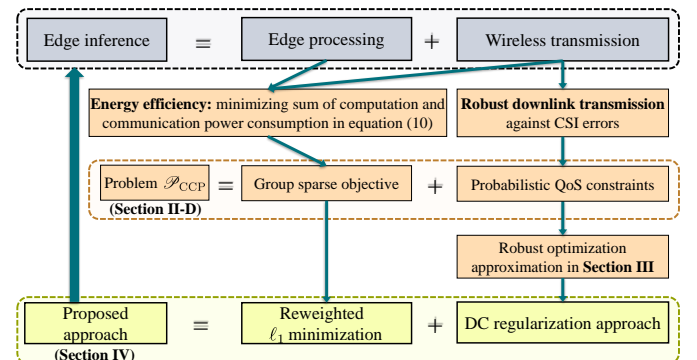 Edge inference = Edge processing + Wireless transmission
Energy efficiency: minimizing sum of computation and
communication power consumption in equation (10)
Robust downlink transmission
against CSI errors
Problem 𝒫CCP = Group sparse objective + Probabilistic QoS constraints
(Section II-D)
Robust optimization
approximation in Section III
Proposed
approach
= Reweighted
ℓ1 minimization
+ DC regularization approach
(Section IV)